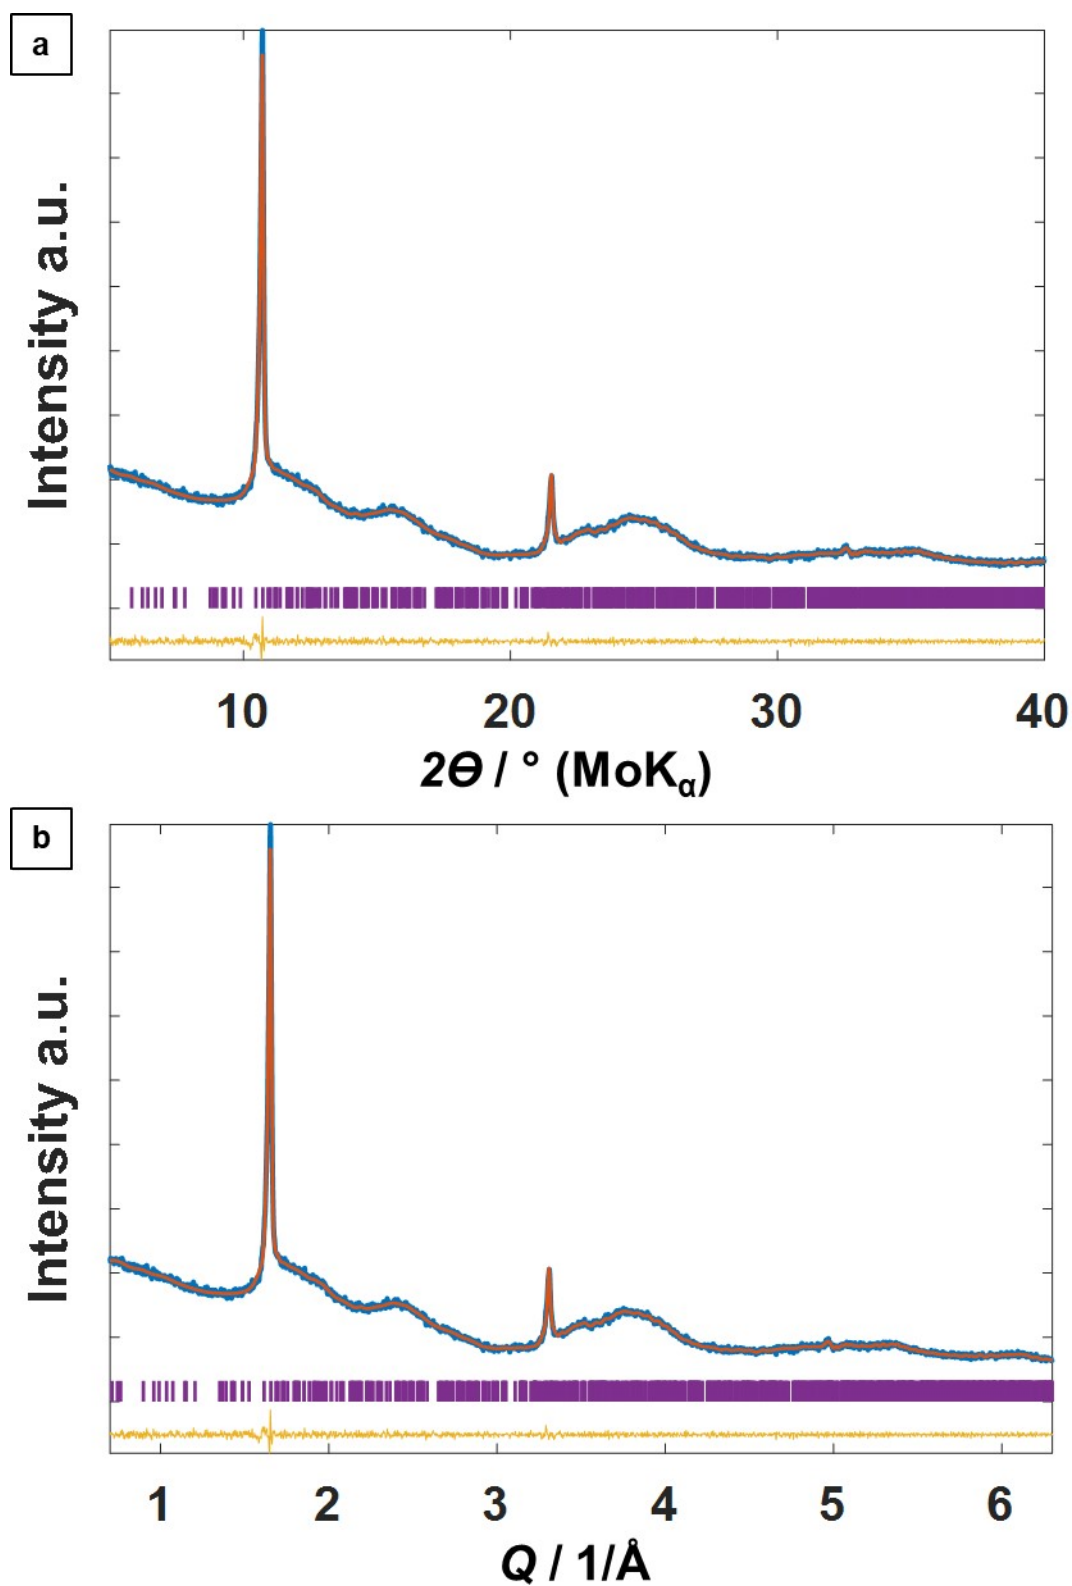 a
Intensity a.u.
10 20 30 40
2Θ / ° (MoKα)
b
Intensity a.u.
1 2 3 4 5 6
Q / 1/Å